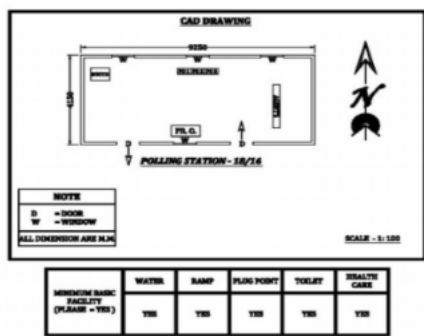 CAD DRAWING
9250
W W W
4150
PR. O.
W
D D
POLLING STATION - 18/16
N
NOTE
D = DOOR
W = WINDOW
ALL DIMENSION ARE M.M.
SCALE - 1:100
MINIMUM BASIC FACILITY (PLEASE = YES) WATER RAMP PLUG POINT TOILET HEALTH CARE
YES YES YES YES YES